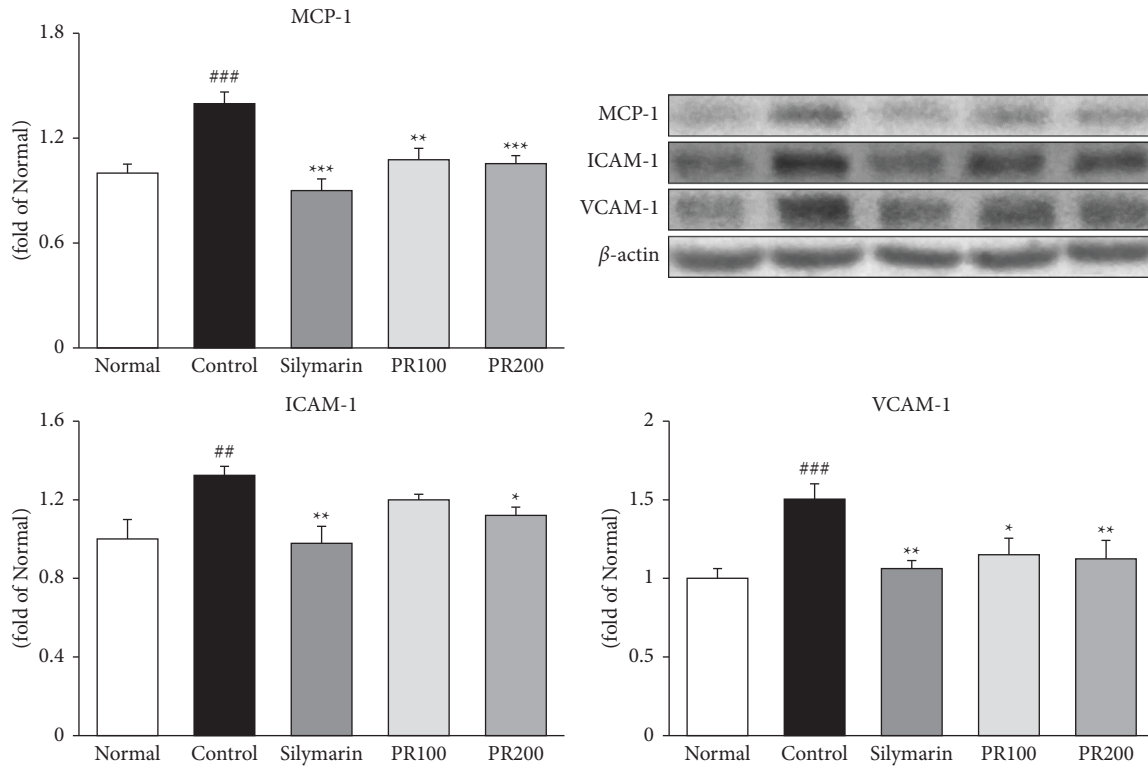 MCP-1
1.8
1.2
0.6
0
(fold of Normal)
###
***
**
***
Normal Control Silymarin PR100 PR200
MCP-1
ICAM-1
VCAM-1
β-actin
ICAM-1
1.6
1.2
0.8
0.4
0
(fold of Normal)
##
**
*
Normal Control Silymarin PR100 PR200
VCAM-1
2
1.5
1
0.5
0
(fold of Normal)
###
**
*
**
Normal Control Silymarin PR100 PR200